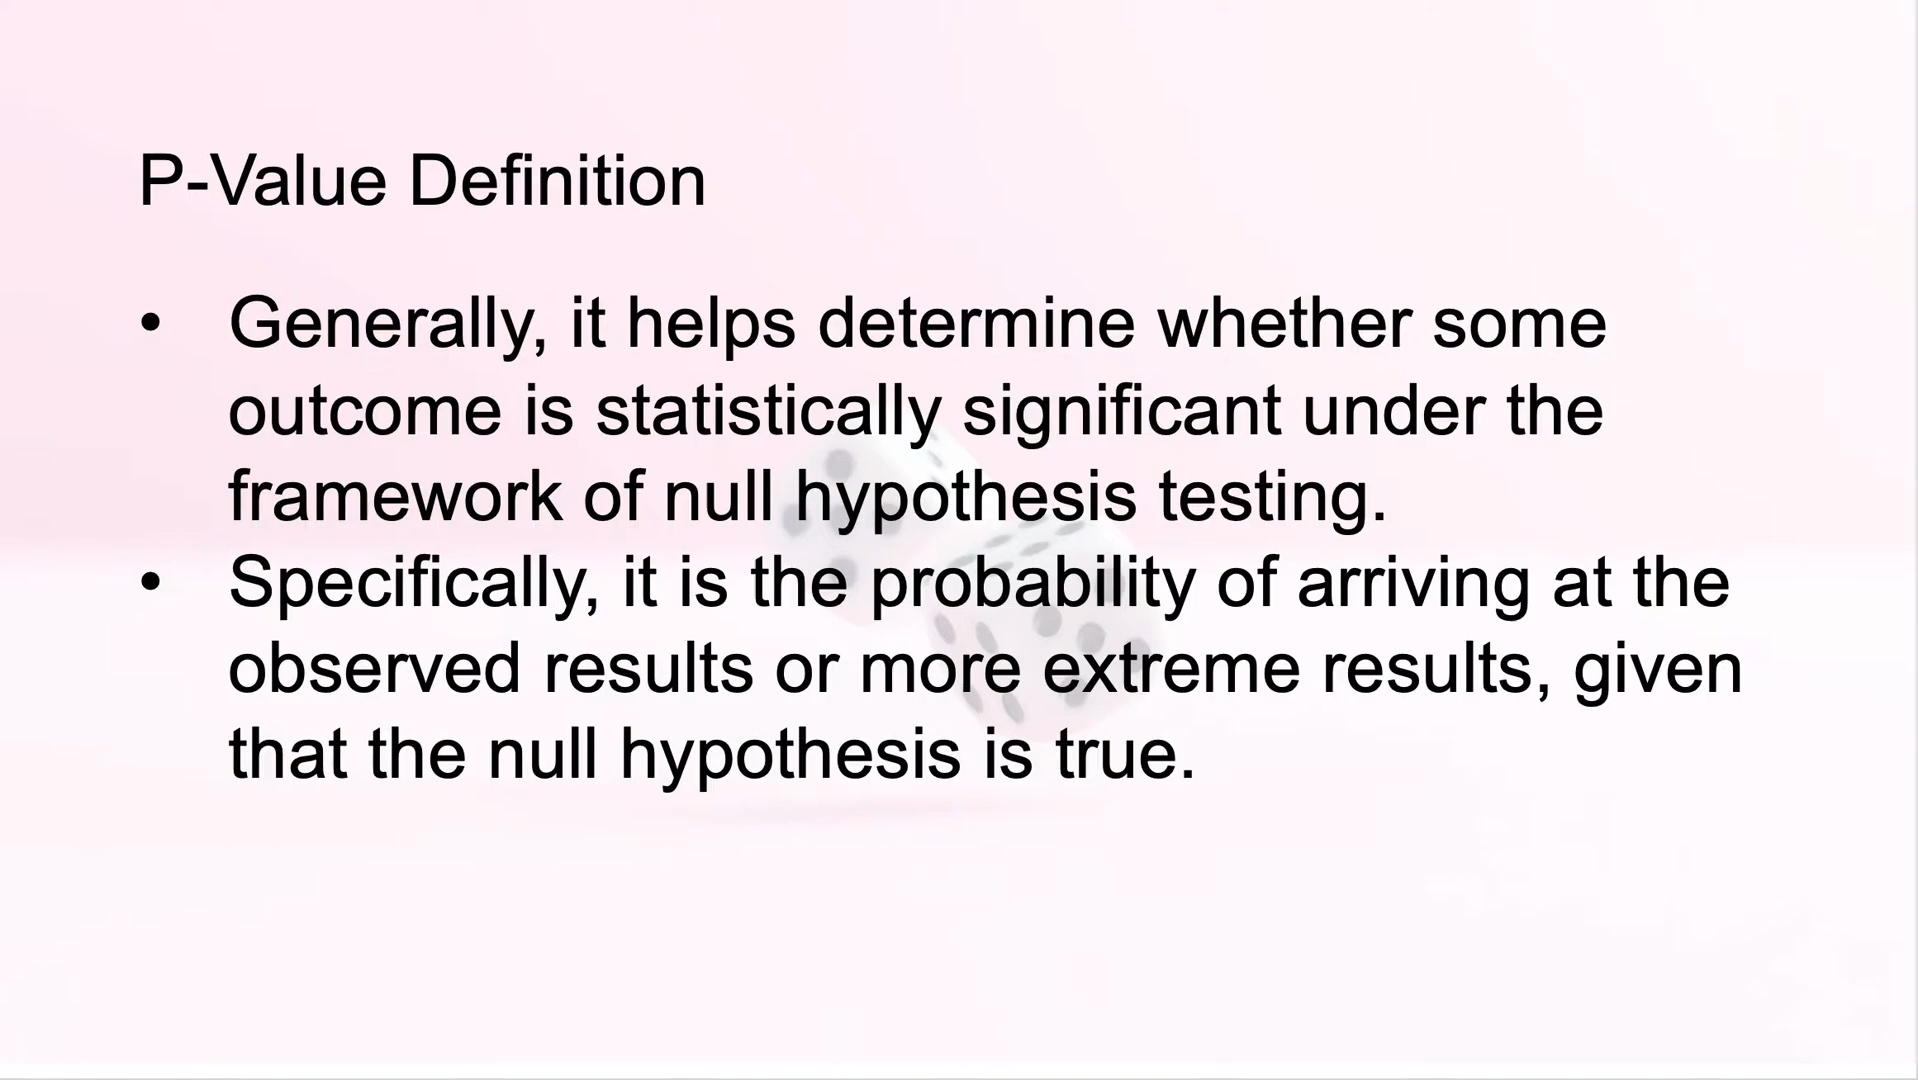 P-Value Definition
• Generally, it helps determine whether some
outcome is statistically significant under the
framework of null hypothesis testing.
• Specifically, it is the probability of arriving at the
observed results or more extreme results, given
that the null hypothesis is true.